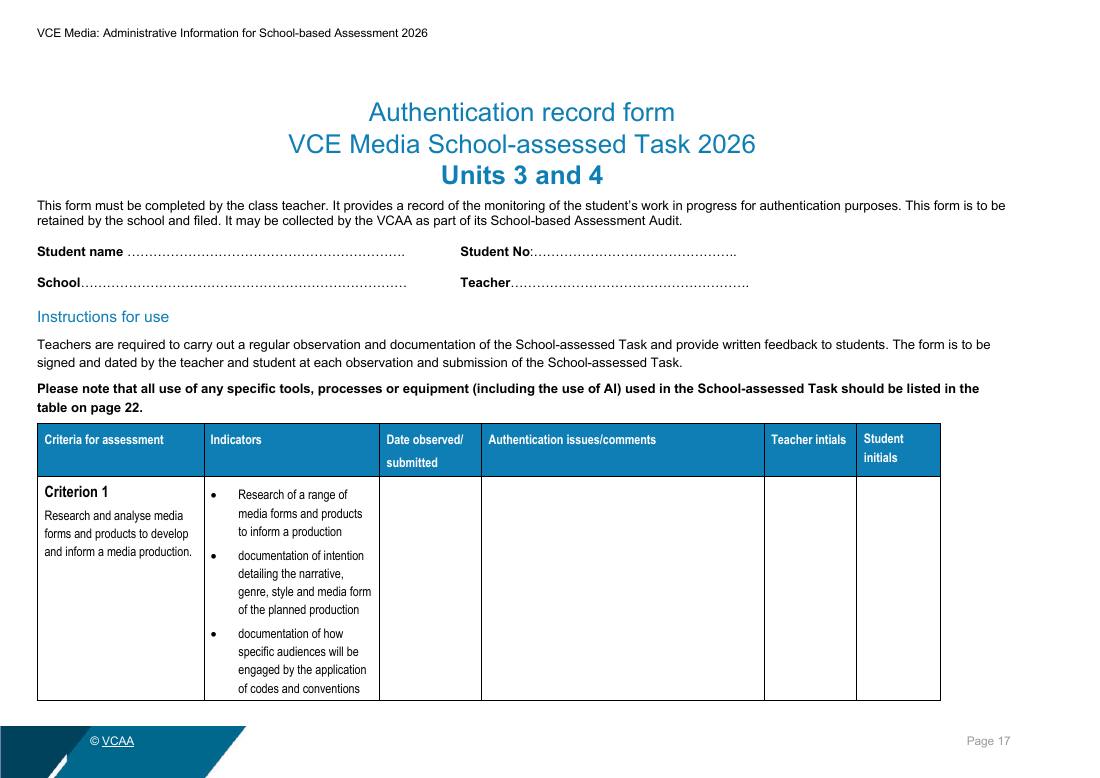 VCE Media: Administrative Information for School-based Assessment 2026
Authentication record form
VCE Media School-assessed Task 2026
Units 3 and 4
This form must be completed by the class teacher. It provides a record of the monitoring of the student's work in progress for authentication purposes. This form is to be
retained by the school and filed. It may be collected by the VCAA as part of its School-based Assessment Audit.
Student name ………………………………………………………. Student No:………………………………………..
School………………………………………………………………… Teacher……………………………………………….
Instructions for use
Teachers are required to carry out a regular observation and documentation of the School-assessed Task and provide written feedback to students. The form is to be
signed and dated by the teacher and student at each observation and submission of the School-assessed Task.
Please note that all use of any specific tools, processes or equipment (including the use of AI) used in the School-assessed Task should be listed in the
table on page 22.
Criteria for assessment
Indicators
Date observed/
submitted
Authentication issues/comments
Teacher intials
Student
initials
Criterion 1
Research and analyse media
forms and products to develop
and inform a media production.
• Research of a range of
media forms and products
to inform a production
• documentation of intention
detailing the narrative,
genre, style and media form
of the planned production
• documentation of how
specific audiences will be
engaged by the application
of codes and conventions
© VCAA
Page 17